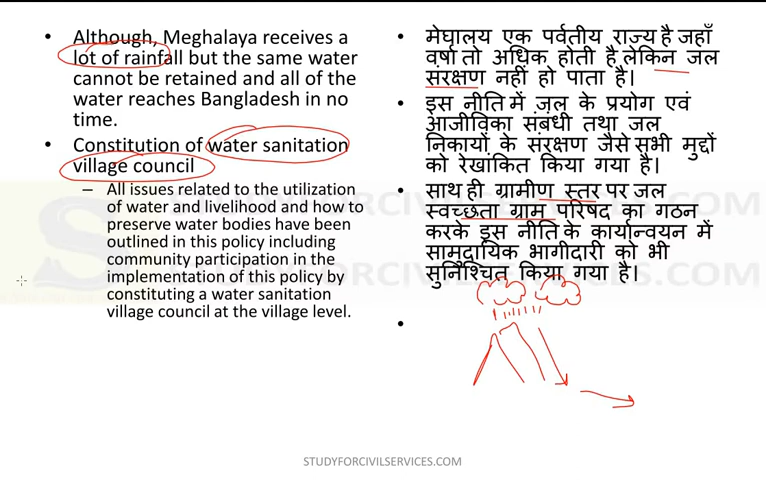 • Although, Meghalaya receives a
lot of rainfall but the same water
cannot be retained and all of the
water reaches Bangladesh in no
time.
• Constitution of water sanitation
village council
– All issues related to the utilization
of water and livelihood and how to
preserve water bodies have been
outlined in this policy including
community participation in the
implementation of this policy by
constituting a water sanitation
village council at the village level.
• मेघालय एक पर्वतीय राज्य है जहाँ
वर्षा तो अधिक होती है लेकिन जल
संरक्षण नहीं हो पाता है।
• इस नीति में जल के प्रयोग एवं
आजीविका संबंधी तथा जल
निकायों के संरक्षण जैसे सभी मुद्दों
को रेखांकित किया गया है।
• साथ ही ग्रामीण स्तर पर जल
स्वच्छता ग्राम परिषद का गठन
करके इस नीति के कार्यान्वयन में
सामुदायिक भागीदारी को भी
सुनिश्चित किया गया है।
•
STUDYFORCIVILSERVICES.COM